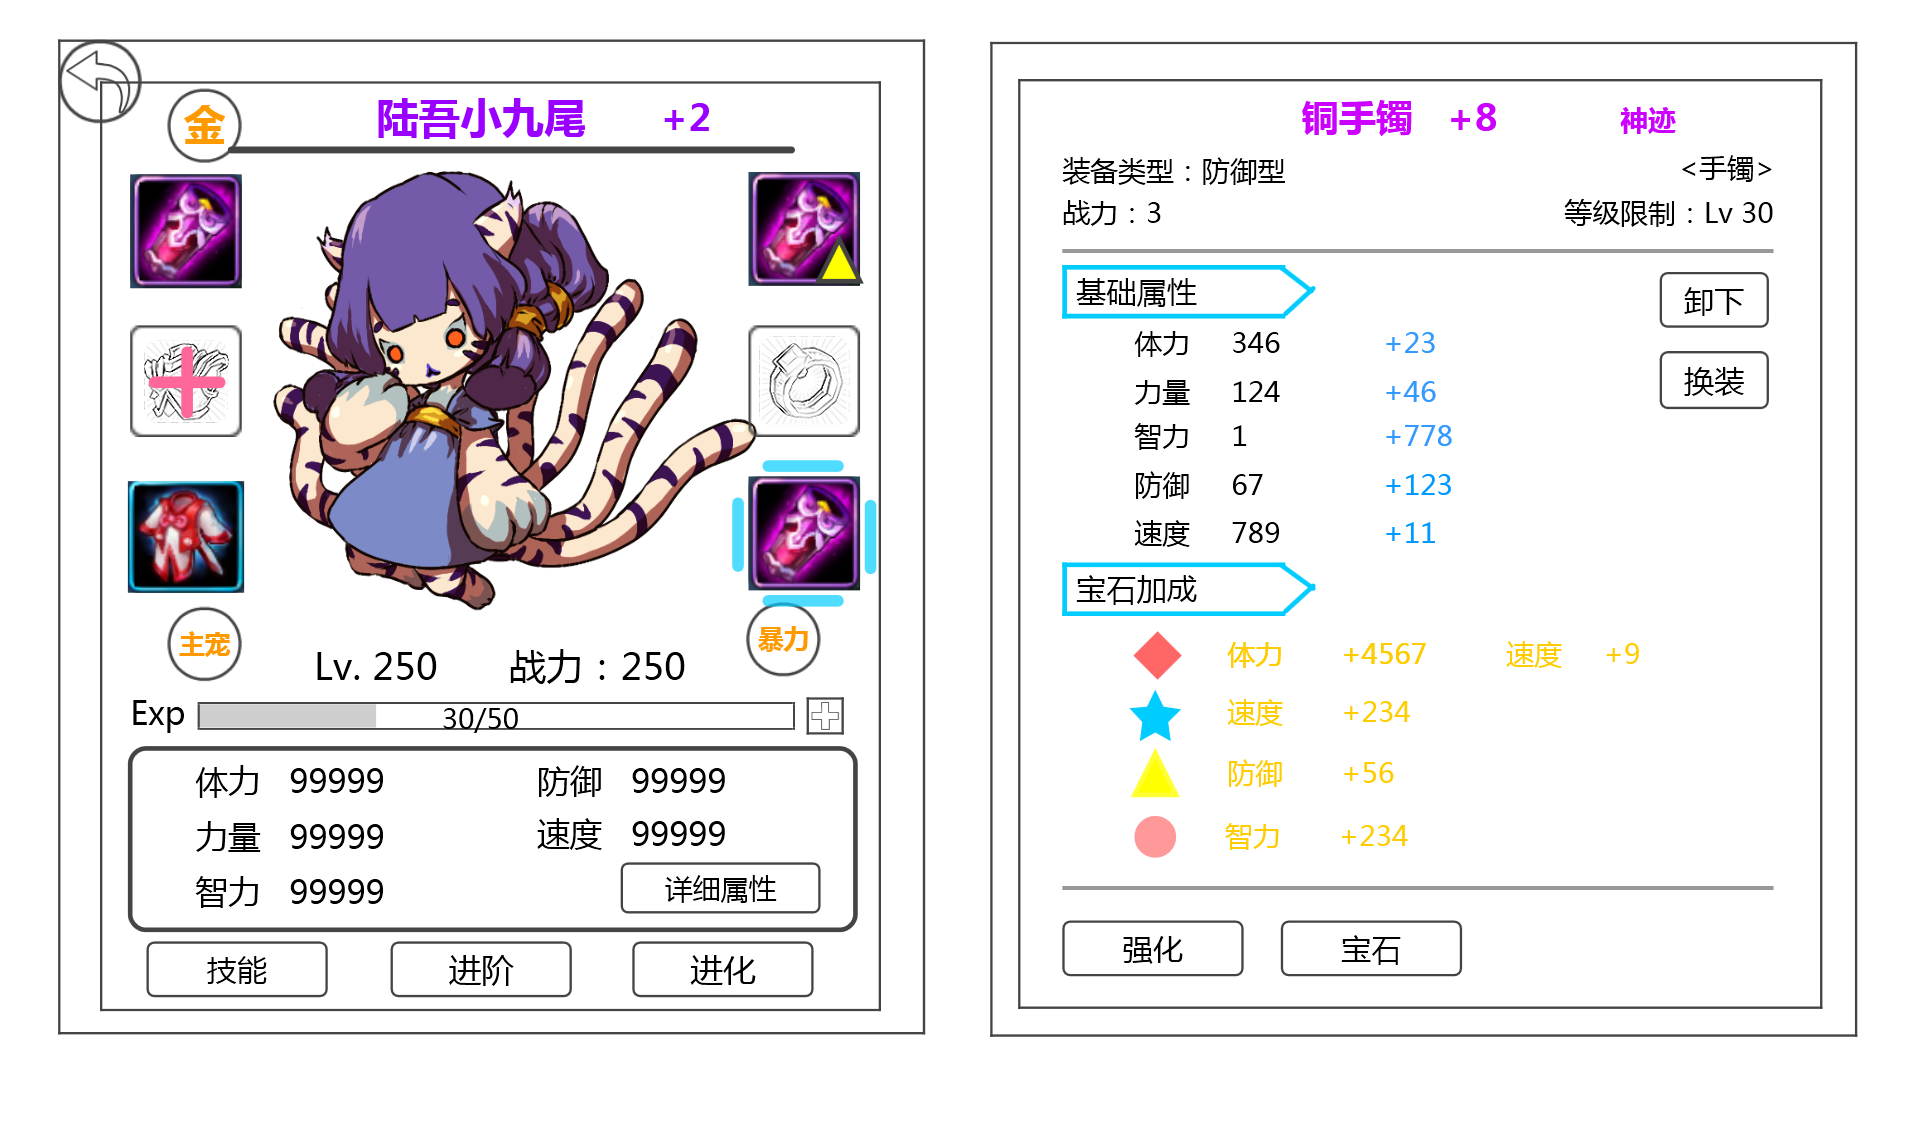 金 陆吾小九尾 +2
主宠 暴力
Lv. 250 战力：250
Exp 30/50
体力 99999 防御 99999
力量 99999 速度 99999
智力 99999 详细属性
技能 进阶 进化
铜手镯 +8 神迹
装备类型：防御型 <手镯>
战力：3 等级限制：Lv 30
基础属性 卸下
体力 346 +23
换装
力量 124 +46
智力 1 +778
防御 67 +123
速度 789 +11
宝石加成
体力 +4567 速度 +9
速度 +234
防御 +56
智力 +234
强化 宝石